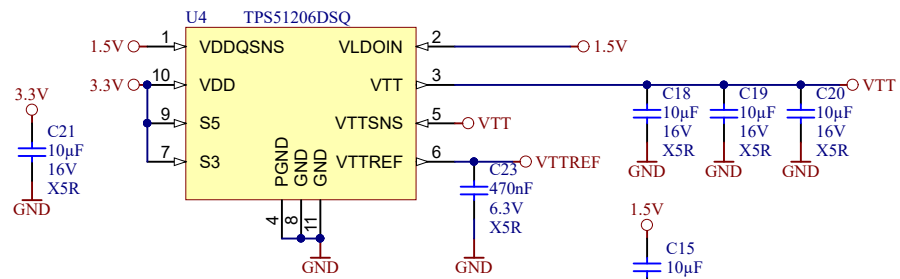 U4 TPS51206DSQ
1.5V 1 VDDQSNS VLDOIN 2 1.5V
3.3V 10 VDD VTT 3 VTT
9 S5 VTTSNS 5 VTT
7 S3 VTTREF 6 VTTREF
PGND
GND
GND
4
8
11
GND
3.3V
C21
10µF
16V
X5R
GND
C23
470nF
6.3V
X5R
GND
C18
10µF
16V
X5R
GND
C19
10µF
16V
X5R
GND
C20
10µF
16V
X5R
GND
1.5V
C15
10µF